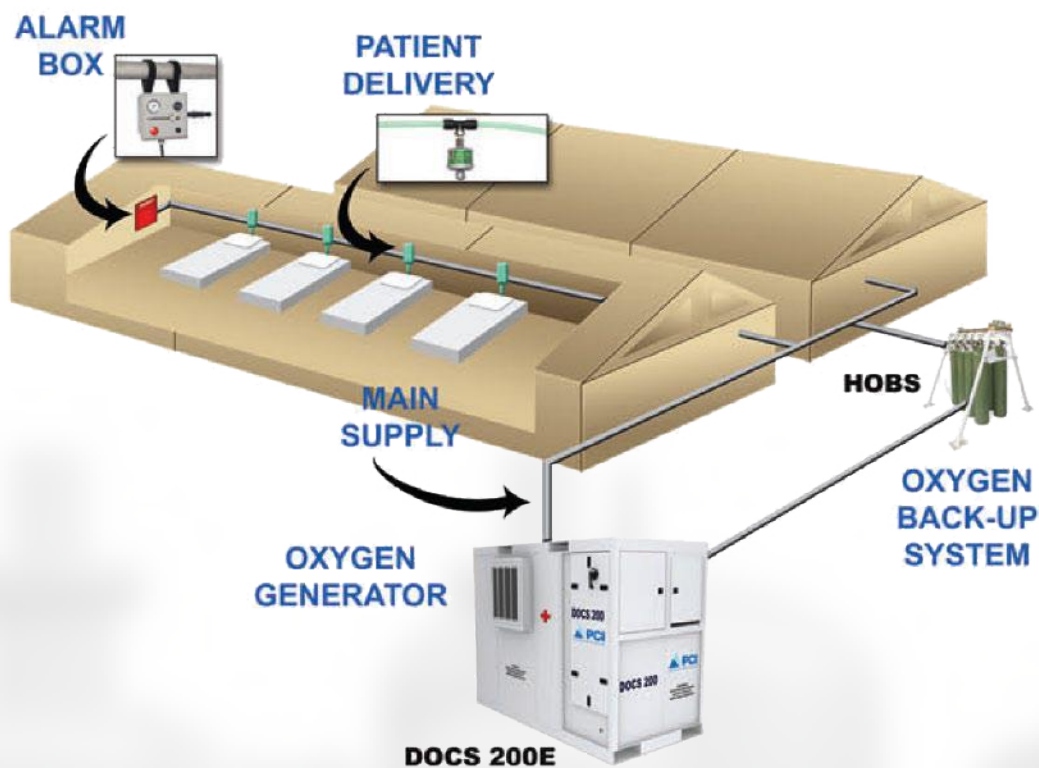 ALARM
BOX
PATIENT
DELIVERY
MAIN
SUPPLY
HOBS
OXYGEN
BACK-UP
SYSTEM
OXYGEN
GENERATOR
DOCS 200
PCI
PCI
DOCS 200
DOCS 200E